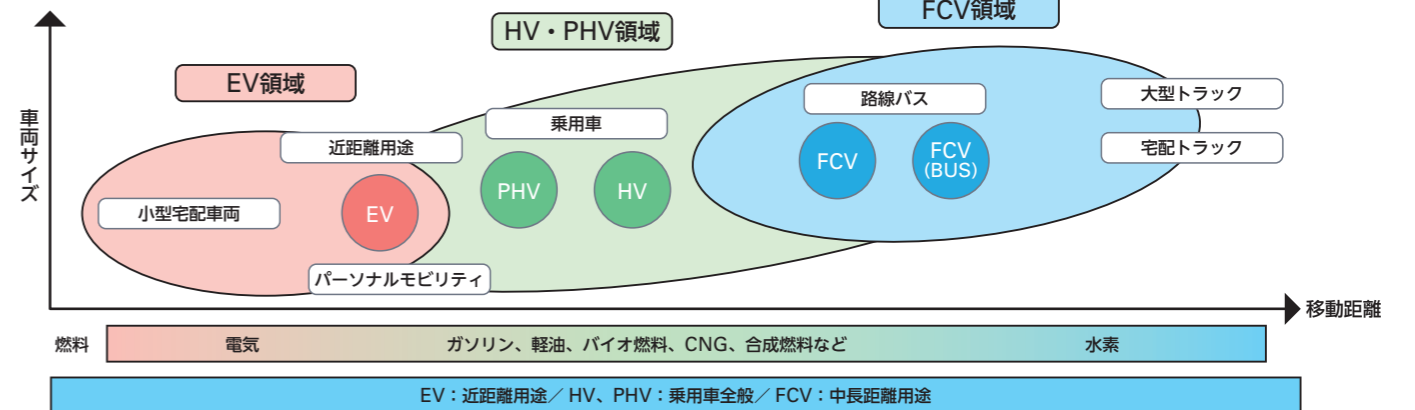 FCV領域
HV・PHV領域
EV領域
車両サイズ
大型トラック
路線バス
乗用車
近距離用途
宅配トラック
FCV
FCV
(BUS)
PHV
HV
小型宅配車両
EV
パーソナルモビリティ
移動距離
燃料
電気
ガソリン、軽油、バイオ燃料、CNG、合成燃料など
水素
EV：近距離用途／HV、PHV：乗用車全般／FCV：中長距離用途